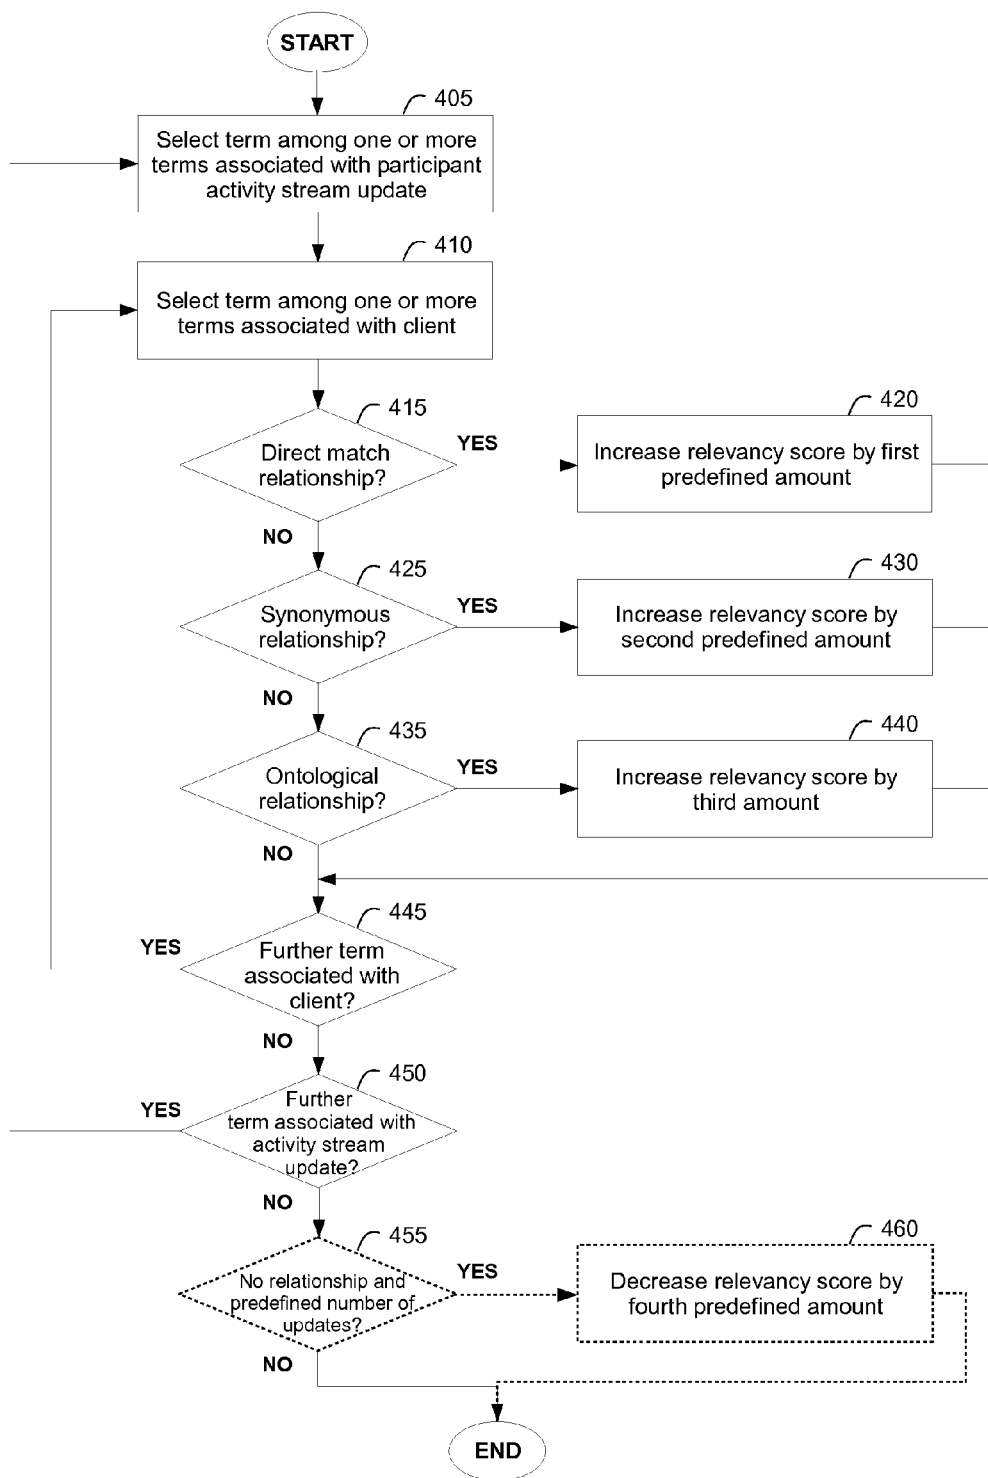 START
405
Select term among one or more
terms associated with participant
activity stream update
410
Select term among one or more
terms associated with client
415
Direct match
relationship?
YES
420
Increase relevancy score by first
predefined amount
NO
425
Synonymous
relationship?
YES
430
Increase relevancy score by
second predefined amount
NO
435
Ontological
relationship?
YES
440
Increase relevancy score by
third amount
NO
445
YES
Further term
associated with
client?
NO
450
YES
Further
term associated with
activity stream
update?
NO
455
No relationship and
predefined number of
updates?
YES
460
Decrease relevancy score by
fourth predefined amount
NO
END